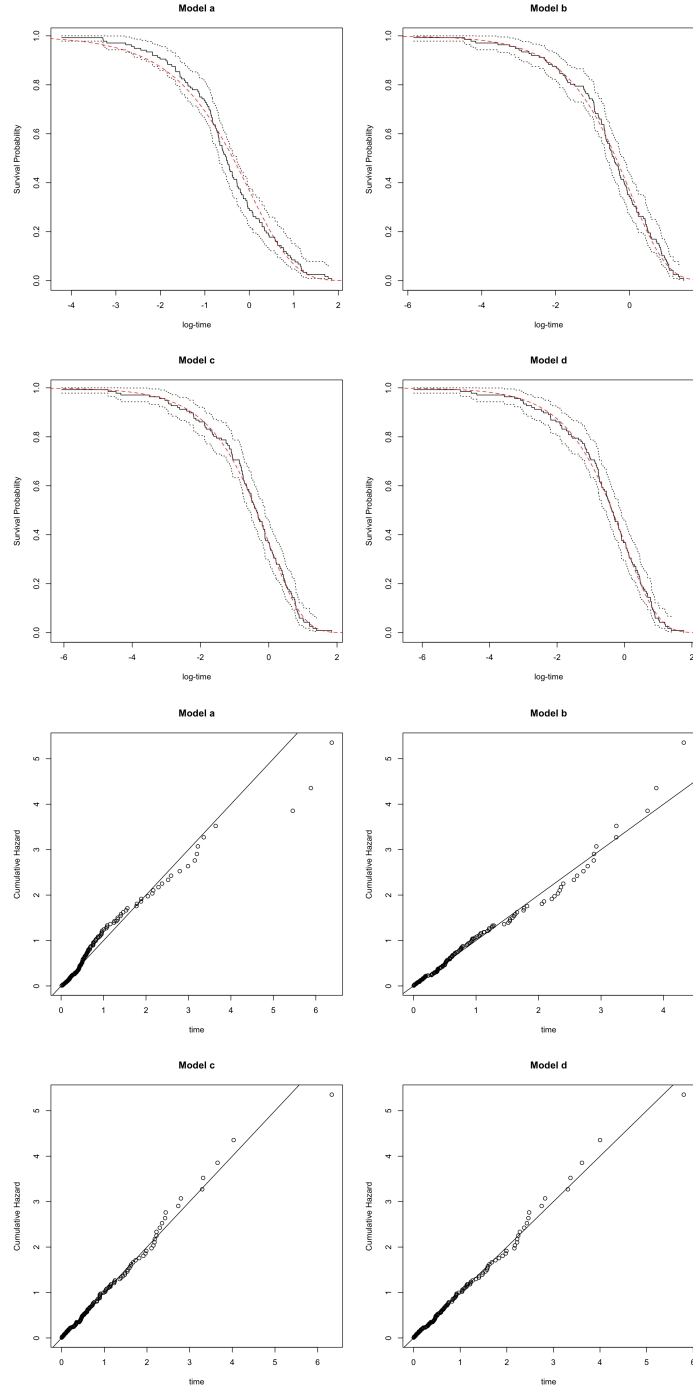 Model a
Model b
1.0
0.8
0.6
0.4
0.2
0.0
Survival Probability
-4 -3 -2 -1 0 1 2
log-time
1.0
0.8
0.6
0.4
0.2
0.0
Survival Probability
-6 -4 -2 0
log-time
Model c
Model d
1.0
0.8
0.6
0.4
0.2
0.0
Survival Probability
-6 -4 -2 0 2
log-time
1.0
0.8
0.6
0.4
0.2
0.0
Survival Probability
-6 -4 -2 0 2
log-time
Model a
Model b
5
4
3
2
1
0
Cumulative Hazard
0 1 2 3 4 5 6
time
5
4
3
2
1
0
Cumulative Hazard
0 1 2 3 4
time
Model c
Model d
5
4
3
2
1
0
Cumulative Hazard
0 1 2 3 4 5 6
time
5
4
3
2
1
0
Cumulative Hazard
0 1 2 3 4 5 6
time